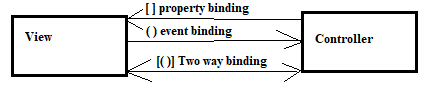 [ ] property binding
View
( ) event binding
Controller
[( )] Two way binding